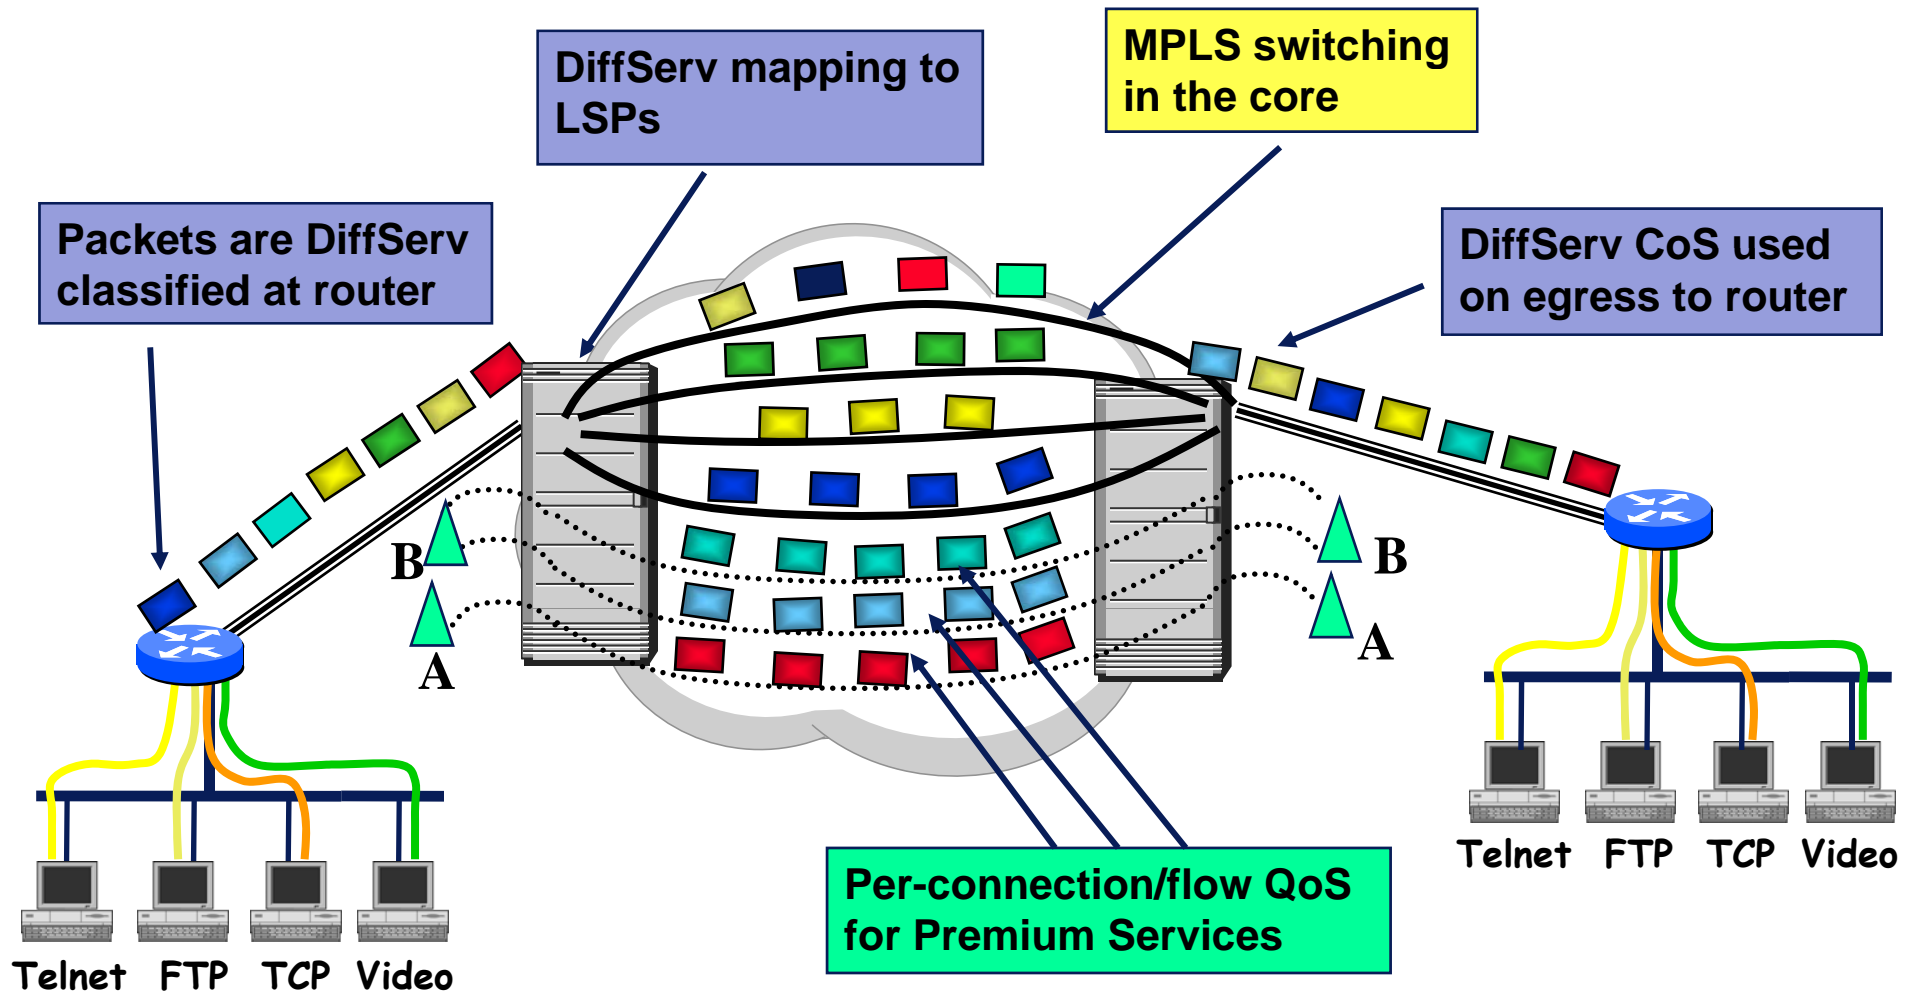 DiffServ mapping to
LSPs
MPLS switching
in the core
Packets are DiffServ
classified at router
DiffServ CoS used
on egress to router
B
A
B
A
Per-connection/flow QoS
for Premium Services
Telnet FTP TCP Video
Telnet FTP TCP Video